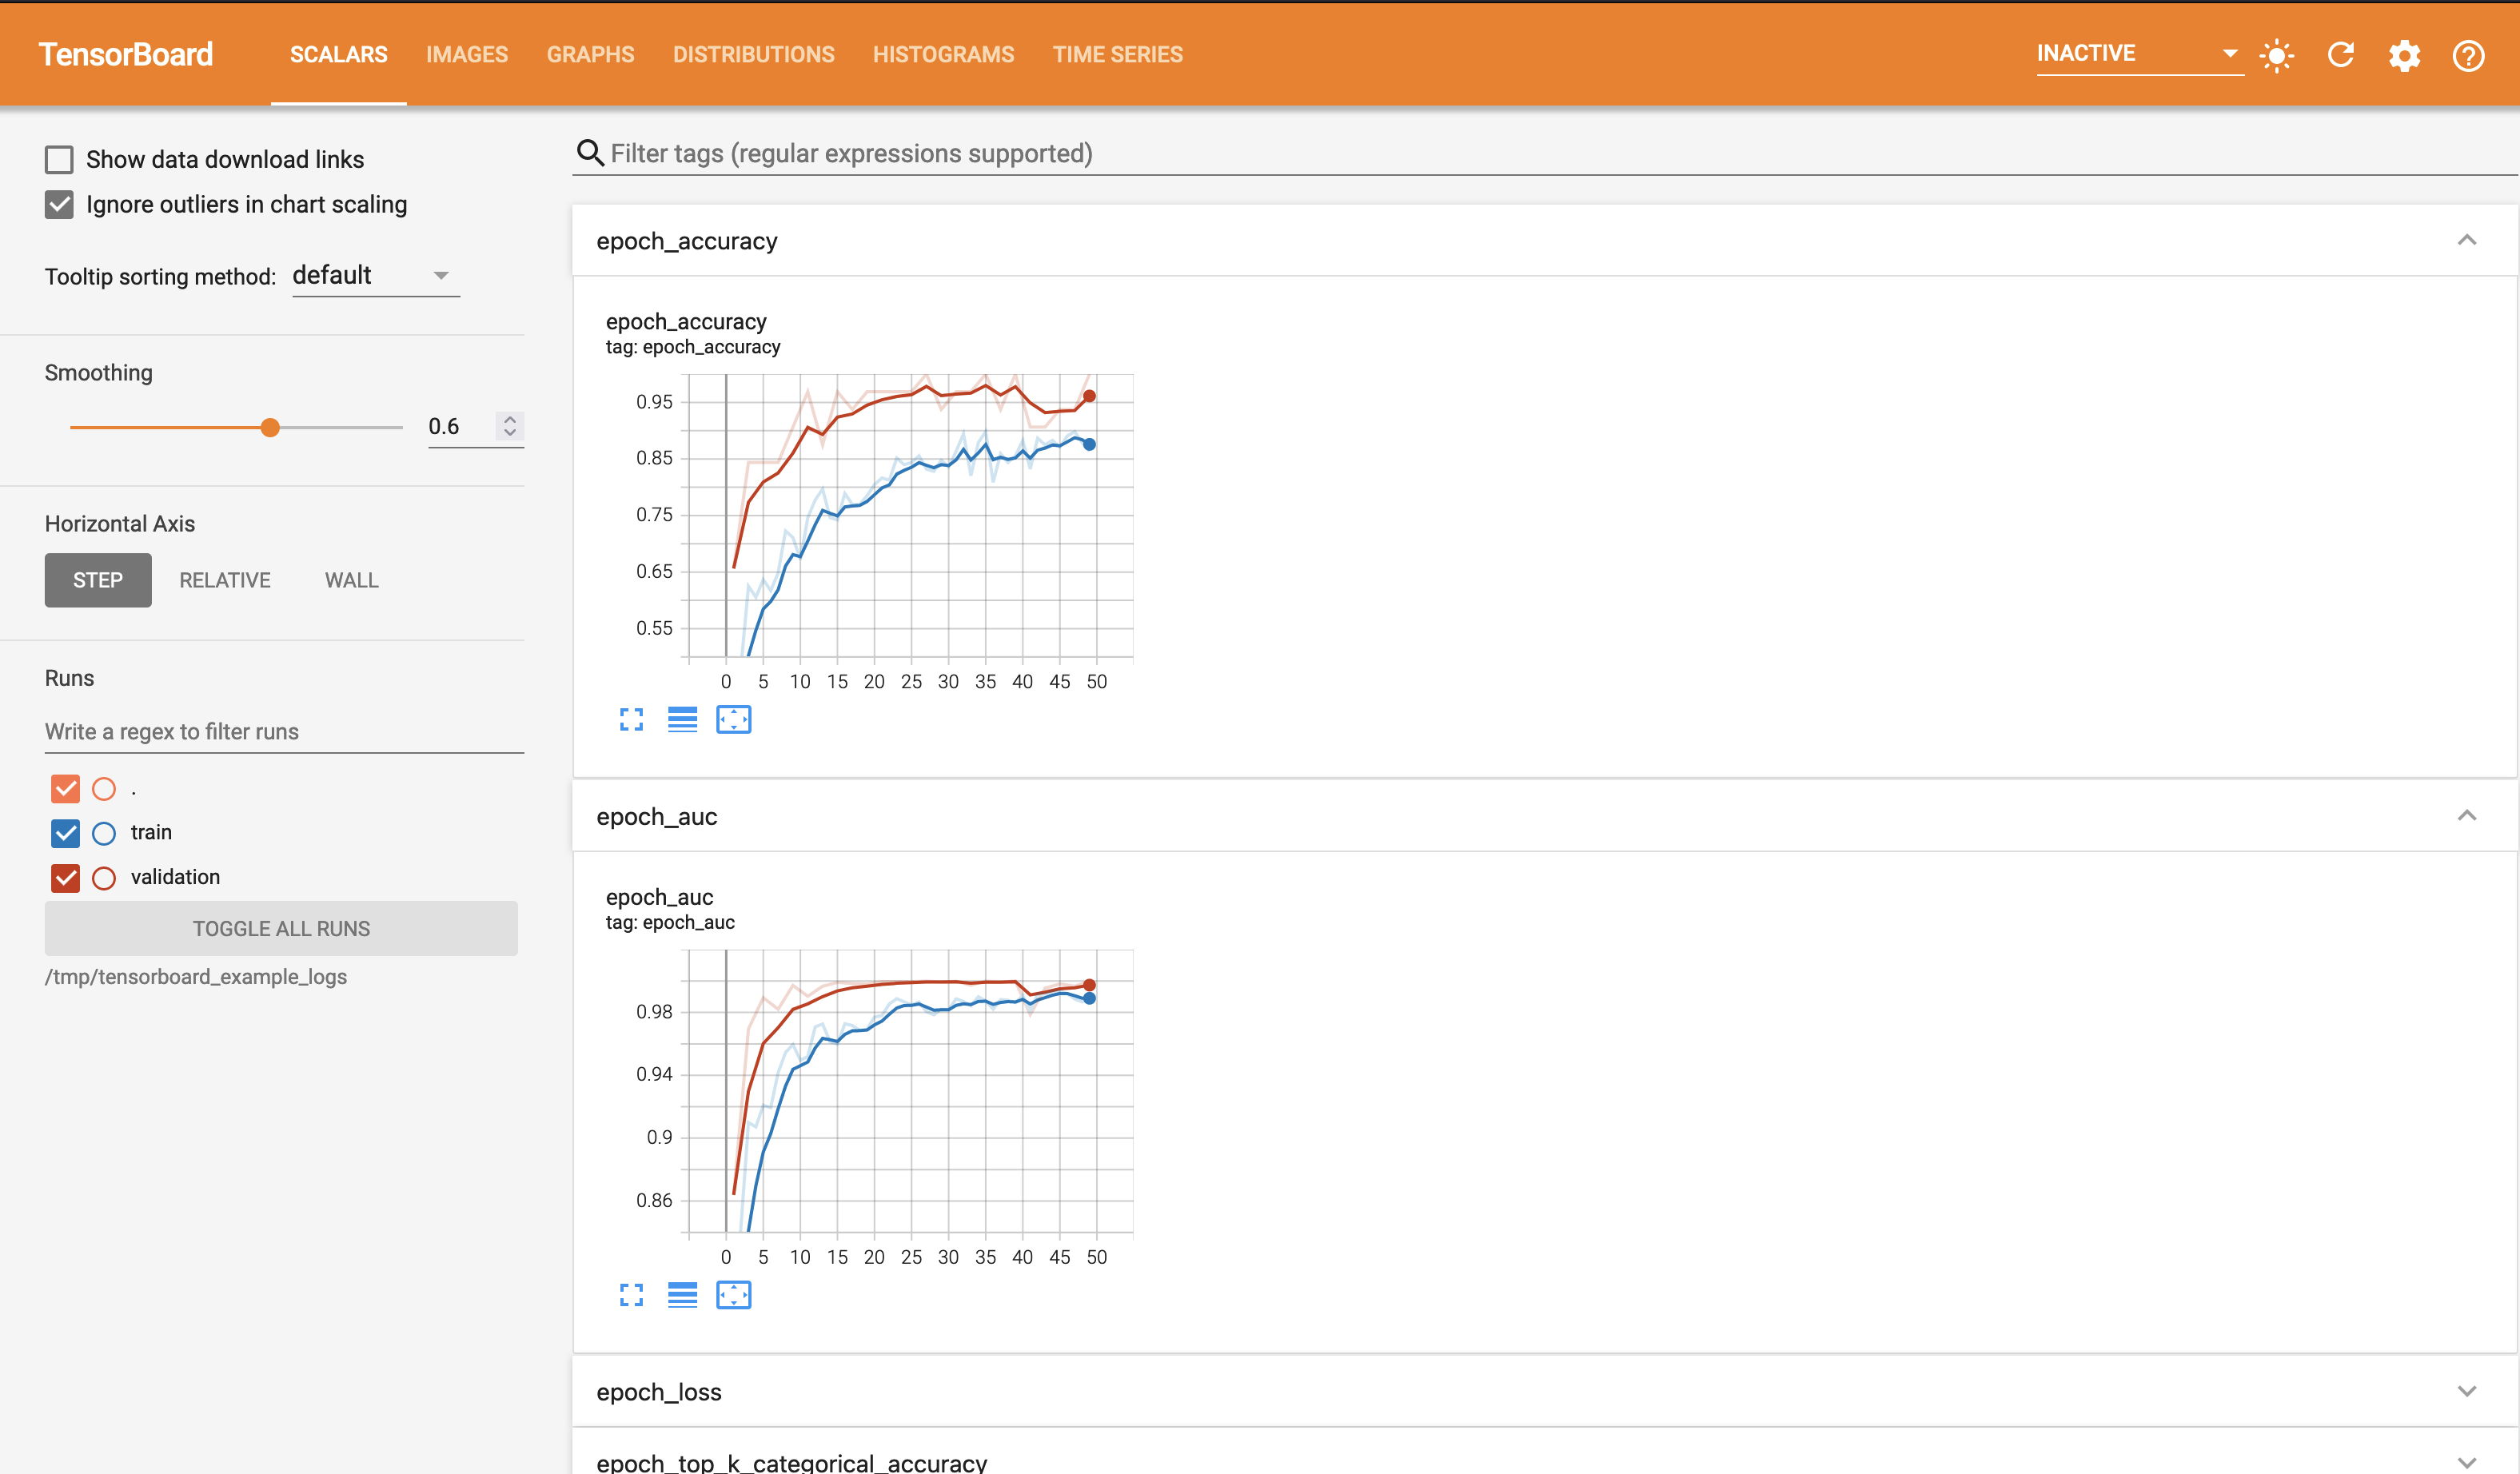 TensorBoard SCALARS IMAGES GRAPHS DISTRIBUTIONS HISTOGRAMS TIME SERIES INACTIVE
Show data download links
Ignore outliers in chart scaling
Tooltip sorting method: default
Smoothing
0.6
Horizontal Axis
STEP RELATIVE WALL
Runs
Write a regex to filter runs
.
train
validation
TOGGLE ALL RUNS
/tmp/tensorboard_example_logs
Filter tags (regular expressions supported)
epoch_accuracy
epoch_accuracy
tag: epoch_accuracy
0.95
0.85
0.75
0.65
0.55
0 5 10 15 20 25 30 35 40 45 50
epoch_auc
epoch_auc
tag: epoch_auc
0.98
0.94
0.9
0.86
0 5 10 15 20 25 30 35 40 45 50
epoch_loss
epoch_top_k_categorical_accuracy